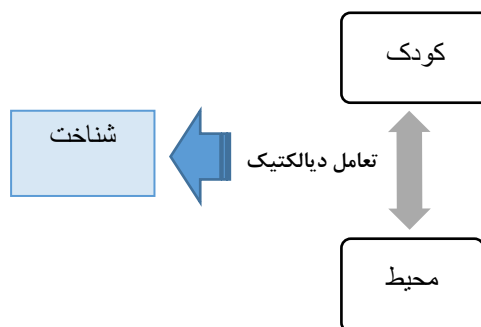 کودک
تعامل دیالکتیک
شناخت
محیط